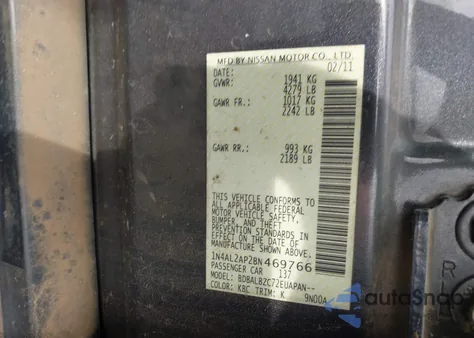 MFD BY NISSAN MOTOR CO., LTD.
DATE: 02/11
GVWR: 1941 KG
4279 LB
GAWR FR.: 1017 KG
2242 LB
GAWR RR.: 993 KG
2189 LB
THIS VEHICLE CONFORMS TO
ALL APPLICABLE FEDERAL
MOTOR VEHICLE SAFETY,
BUMPER, AND THEFT
PREVENTION STANDARDS IN
EFFECT ON THE DATE OF
MANUFACTURE SHOWN ABOVE.
1N4AL2AP2BN469766
PASSENGER CAR 137
MODEL: BDBALBZC72EUAPAN--
COLOR: KBC TRIM: K 9N00A
autoSnap